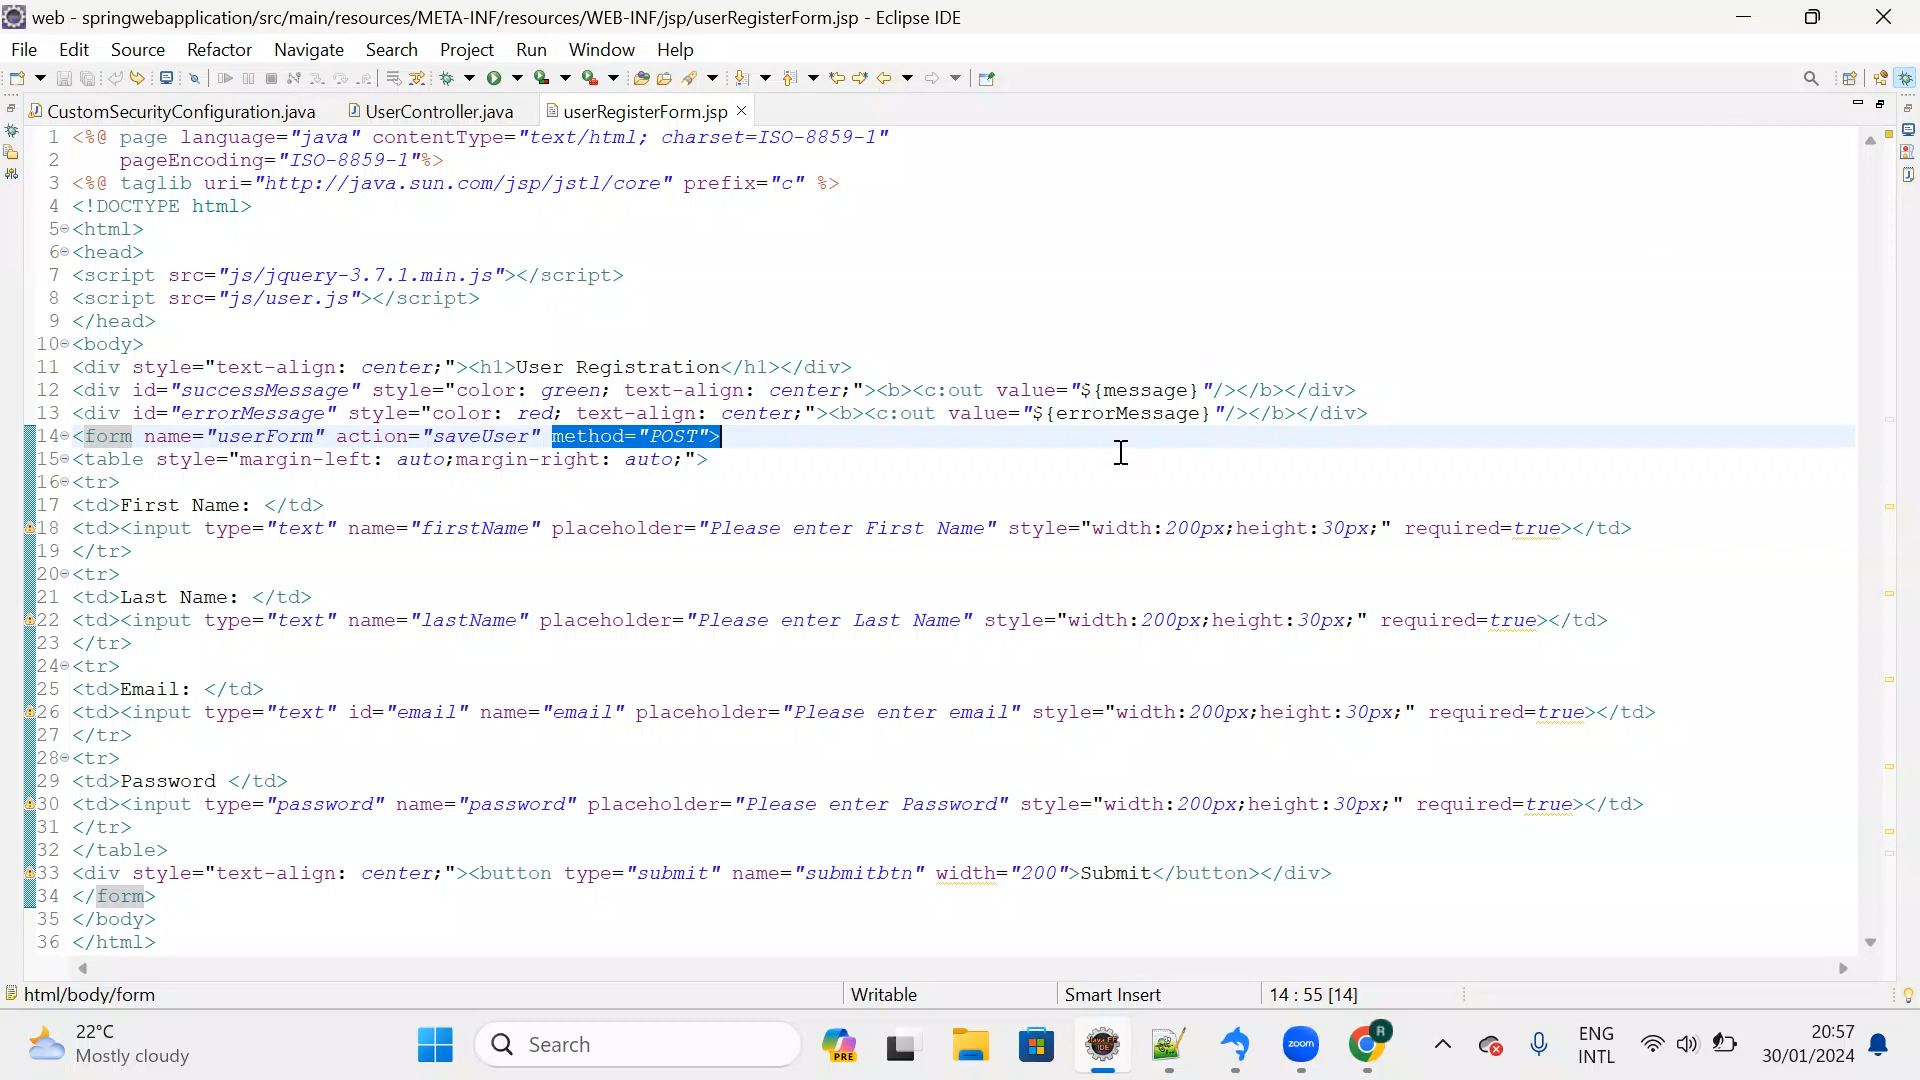 web - springwebapplication/src/main/resources/META-INF/resources/WEB-INF/jsp/userRegisterForm.jsp - Eclipse IDE
File Edit Source Refactor Navigate Search Project Run Window Help
CustomSecurityConfiguration.java UserController.java userRegisterForm.jsp
1 <%@ page language="java" contentType="text/html; charset=ISO-8859-1"
2 pageEncoding="ISO-8859-1"%>
3 <%@ taglib uri="http://java.sun.com/jsp/jstl/core" prefix="c" %>
4 <!DOCTYPE html>
5 <html>
6 <head>
7 <script src="js/jquery-3.7.1.min.js"></script>
8 <script src="js/user.js"></script>
9 </head>
10 <body>
11 <div style="text-align: center;"><h1>User Registration</h1></div>
12 <div id="successMessage" style="color: green; text-align: center;"><b><c:out value="${message}"/></b></div>
13 <div id="errorMessage" style="color: red; text-align: center;"><b><c:out value="${errorMessage}"/></b></div>
14 <form name="userForm" action="saveUser" method="POST">
15 <table style="margin-left: auto;margin-right: auto;">
16 <tr>
17 <td>First Name: </td>
18 <td><input type="text" name="firstName" placeholder="Please enter First Name" style="width:200px;height:30px;" required=true></td>
19 </tr>
20 <tr>
21 <td>Last Name: </td>
22 <td><input type="text" name="lastName" placeholder="Please enter Last Name" style="width:200px;height:30px;" required=true></td>
23 </tr>
24 <tr>
25 <td>Email: </td>
26 <td><input type="text" id="email" name="email" placeholder="Please enter email" style="width:200px;height:30px;" required=true></td>
27 </tr>
28 <tr>
29 <td>Password </td>
30 <td><input type="password" name="password" placeholder="Please enter Password" style="width:200px;height:30px;" required=true></td>
31 </tr>
32 </table>
33 <div style="text-align: center;"><button type="submit" name="submitbtn" width="200">Submit</button></div>
34 </form>
35 </body>
36 </html>
html/body/form Writable Smart Insert 14 : 55 [14]
22°C
Mostly cloudy
Search
PRE
zoom
R
ENG
INTL
20:57
30/01/2024